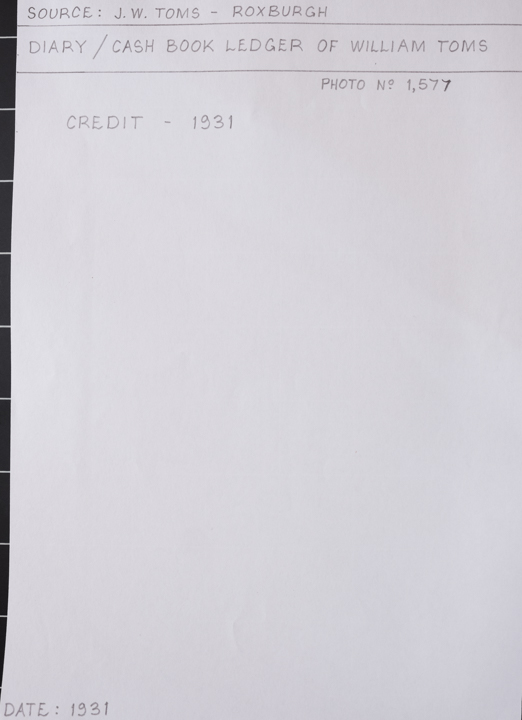 SOURCE: J. W. TOMS - ROXBURGH
DIARY / CASH BOOK LEDGER OF WILLIAM TOMS
PHOTO Nº 1,577
CREDIT - 1931
DATE: 1931